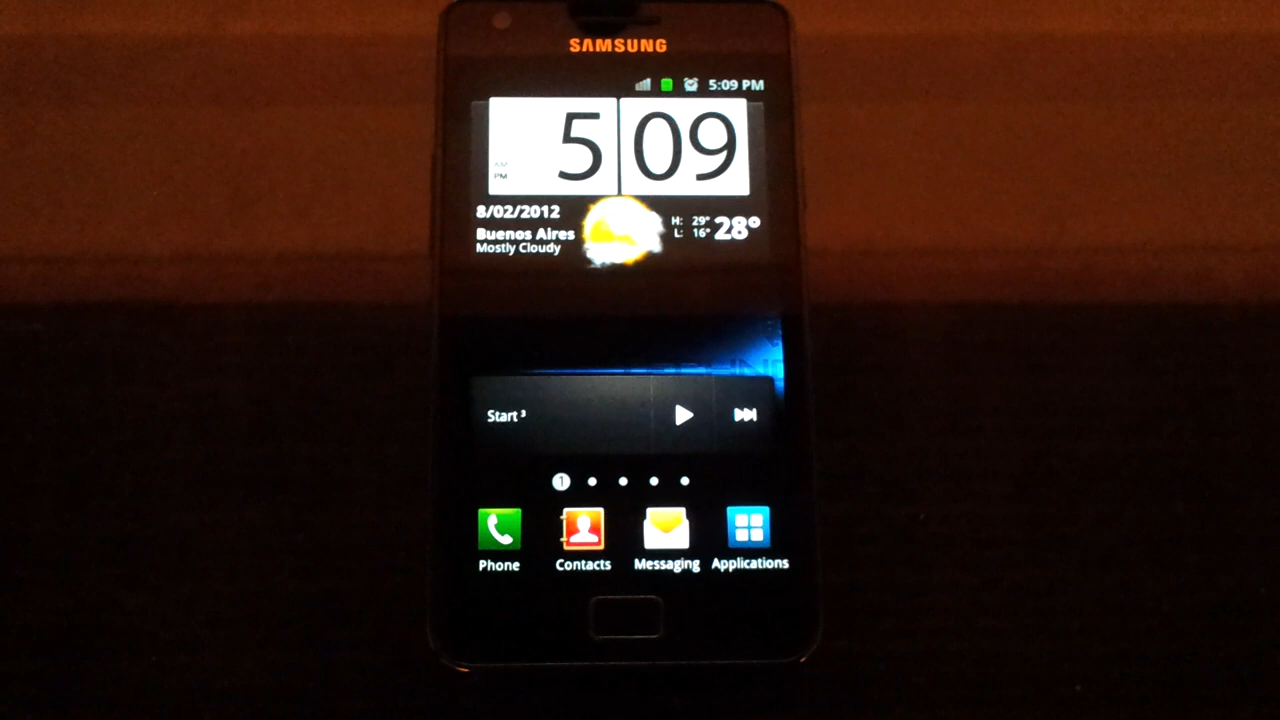 SAMSUNG
5:09 PM
AM
PM
5 09
8/02/2012
Buenos Aires
Mostly Cloudy
H: 29°
L: 16°
28°
Start ³
1
Phone Contacts Messaging Applications